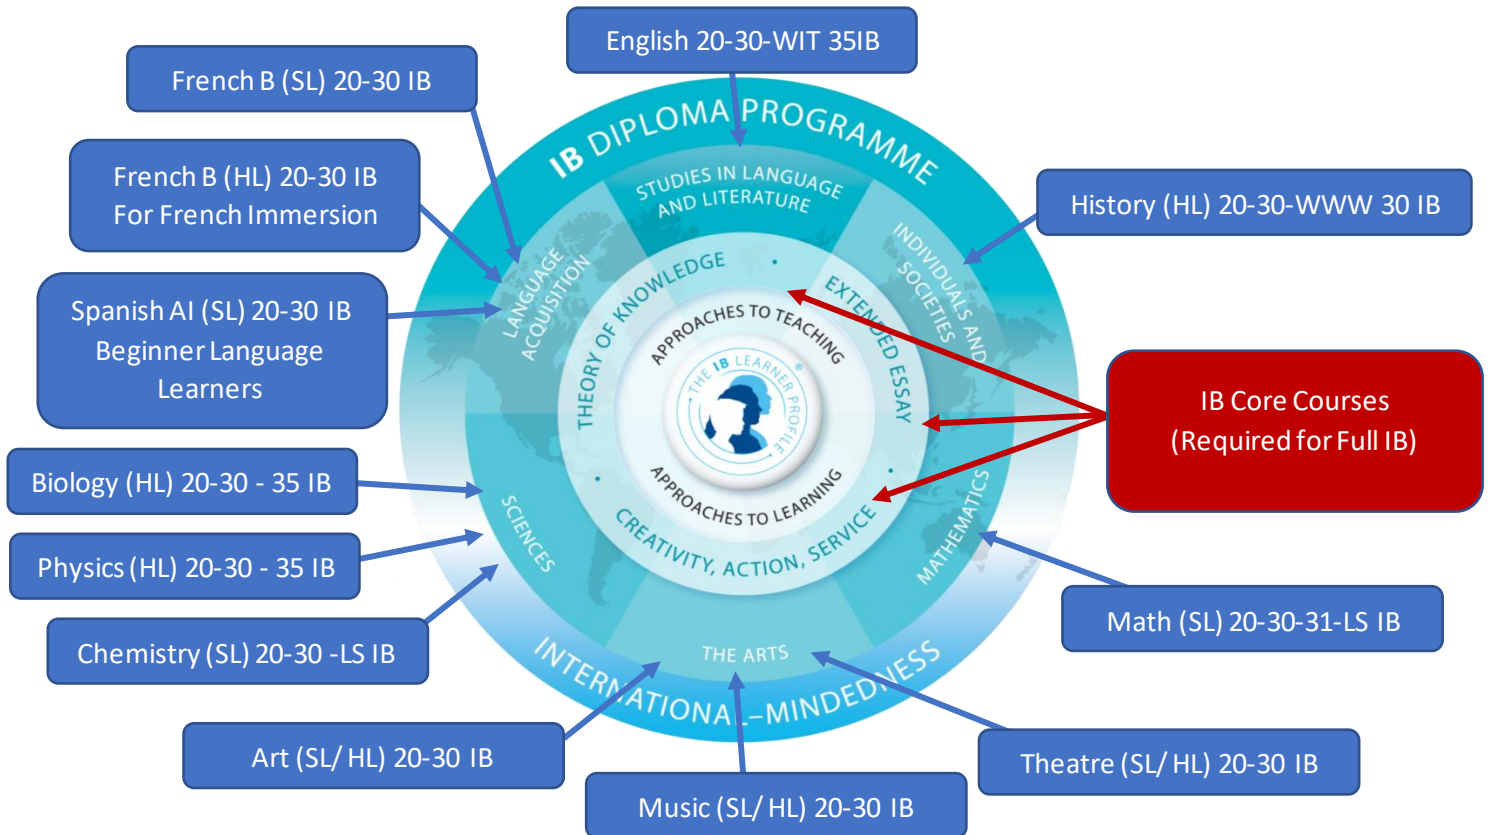 English 20-30-WIT 35IB
French B (SL) 20-30 IB
French B (HL) 20-30 IB
For French Immersion
Spanish AI (SL) 20-30 IB
Beginner Language
Learners
Biology (HL) 20-30 - 35 IB
Physics (HL) 20-30 - 35 IB
Chemistry (SL) 20-30 -LS IB
Art (SL/ HL) 20-30 IB
Music (SL/ HL) 20-30 IB
Theatre (SL/ HL) 20-30 IB
Math (SL) 20-30-31-LS IB
IB Core Courses
(Required for Full IB)
History (HL) 20-30-WWW 30 IB
IB DIPLOMA PROGRAMME
STUDIES IN LANGUAGE
AND LITERATURE
INDIVIDUALS AND
SOCIETIES
MATHEMATICS
THE ARTS
SCIENCES
LANGUAGE
ACQUISITION
THEORY OF KNOWLEDGE
EXTENDED ESSAY
CREATIVITY, ACTION, SERVICE
APPROACHES TO TEACHING
APPROACHES TO LEARNING
• THE IB LEARNER PROFILE •
®
INTERNATIONAL–MINDEDNESS